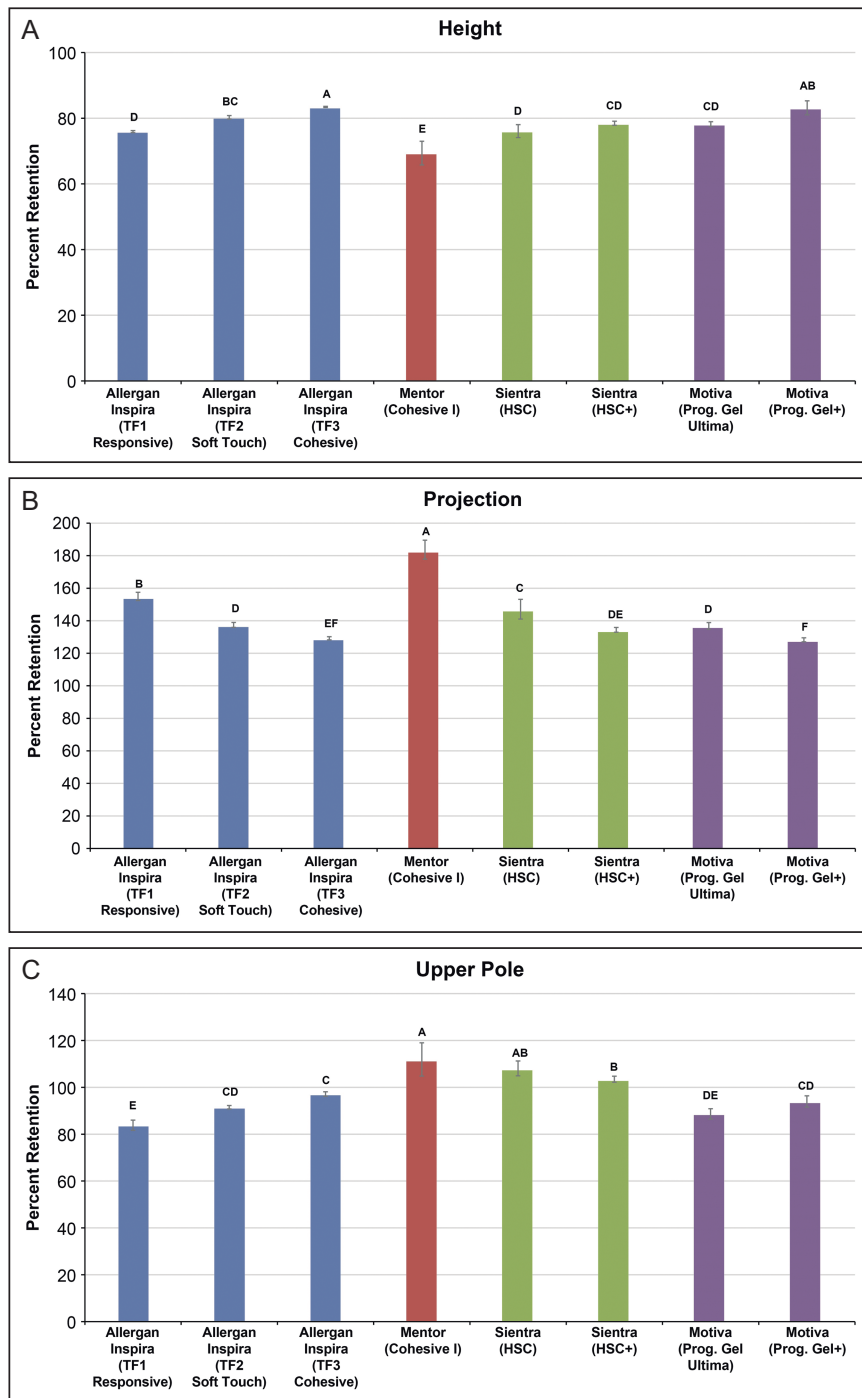 A
Height
Percent Retention
100
80
60
40
20
0
D
BC
A
E
D
CD
CD
AB
Allergan
Inspira
(TF1
Responsive)
Allergan
Inspira
(TF2
Soft Touch)
Allergan
Inspira
(TF3
Cohesive)
Mentor
(Cohesive I)
Sientra
(HSC)
Sientra
(HSC+)
Motiva
(Prog. Gel
Ultima)
Motiva
(Prog. Gel+)
B
Projection
Percent Retention
200
180
160
140
120
100
80
60
40
20
0
B
D
EF
A
C
DE
D
F
Allergan
Inspira
(TF1
Responsive)
Allergan
Inspira
(TF2
Soft Touch)
Allergan
Inspira
(TF3
Cohesive)
Mentor
(Cohesive I)
Sientra
(HSC)
Sientra
(HSC+)
Motiva
(Prog. Gel
Ultima)
Motiva
(Prog. Gel+)
C
Upper Pole
Percent Retention
140
120
100
80
60
40
20
0
E
CD
C
A
AB
B
DE
CD
Allergan
Inspira
(TF1
Responsive)
Allergan
Inspira
(TF2
Soft Touch)
Allergan
Inspira
(TF3
Cohesive)
Mentor
(Cohesive I)
Sientra
(HSC)
Sientra
(HSC+)
Motiva
(Prog. Gel
Ultima)
Motiva
(Prog. Gel+)